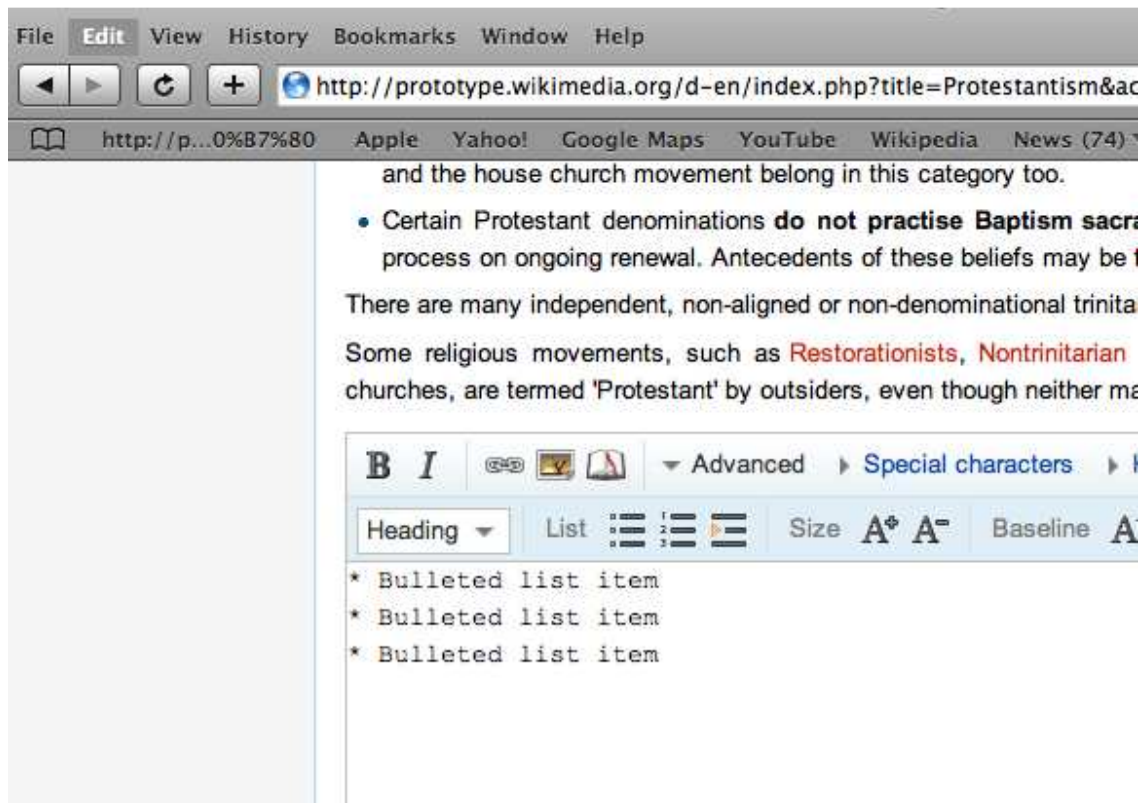 File Edit View History Bookmarks Window Help
http://prototype.wikimedia.org/d-en/index.php?title=Protestantism&ac
http://p...0%B7%80 Apple Yahoo! Google Maps YouTube Wikipedia News (74)
and the house church movement belong in this category too.
• Certain Protestant denominations do not practise Baptism sacra
process on ongoing renewal. Antecedents of these beliefs may be
There are many independent, non-aligned or non-denominational trinita
Some religious movements, such as Restorationists, Nontrinitarian
churches, are termed 'Protestant' by outsiders, even though neither ma
B I Advanced Special characters
Heading List Size A+ A- Baseline A
* Bulleted list item
* Bulleted list item
* Bulleted list item